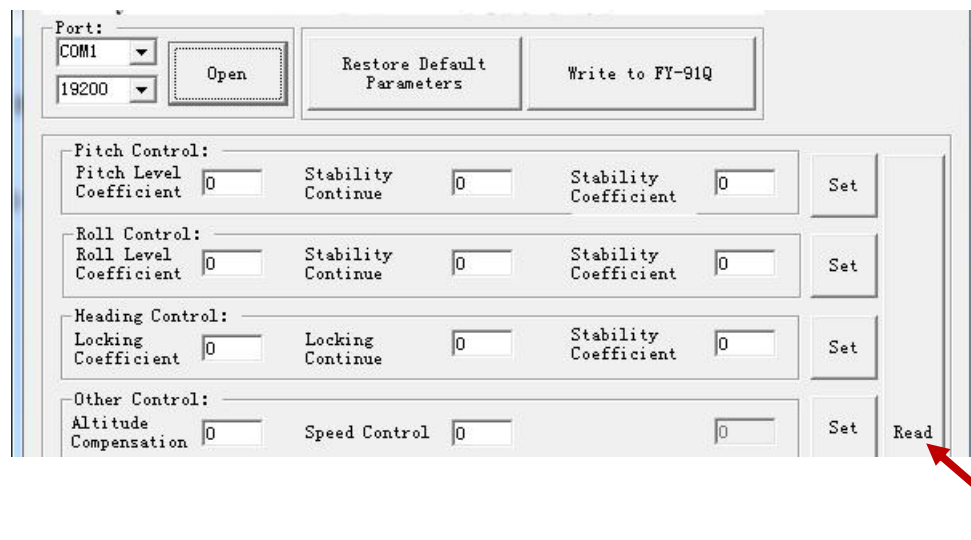 Port:
COM1
19200
Open
Restore Default
Parameters
Write to FY-91Q
Pitch Control:
Pitch Level
Coefficient
0
Stability
Continue
0
Stability
Coefficient
0
Set
Roll Control:
Roll Level
Coefficient
0
Stability
Continue
0
Stability
Coefficient
0
Set
Heading Control:
Locking
Coefficient
0
Locking
Continue
0
Stability
Coefficient
0
Set
Other Control:
Altitude
Compensation
0
Speed Control
0
0
Set
Read